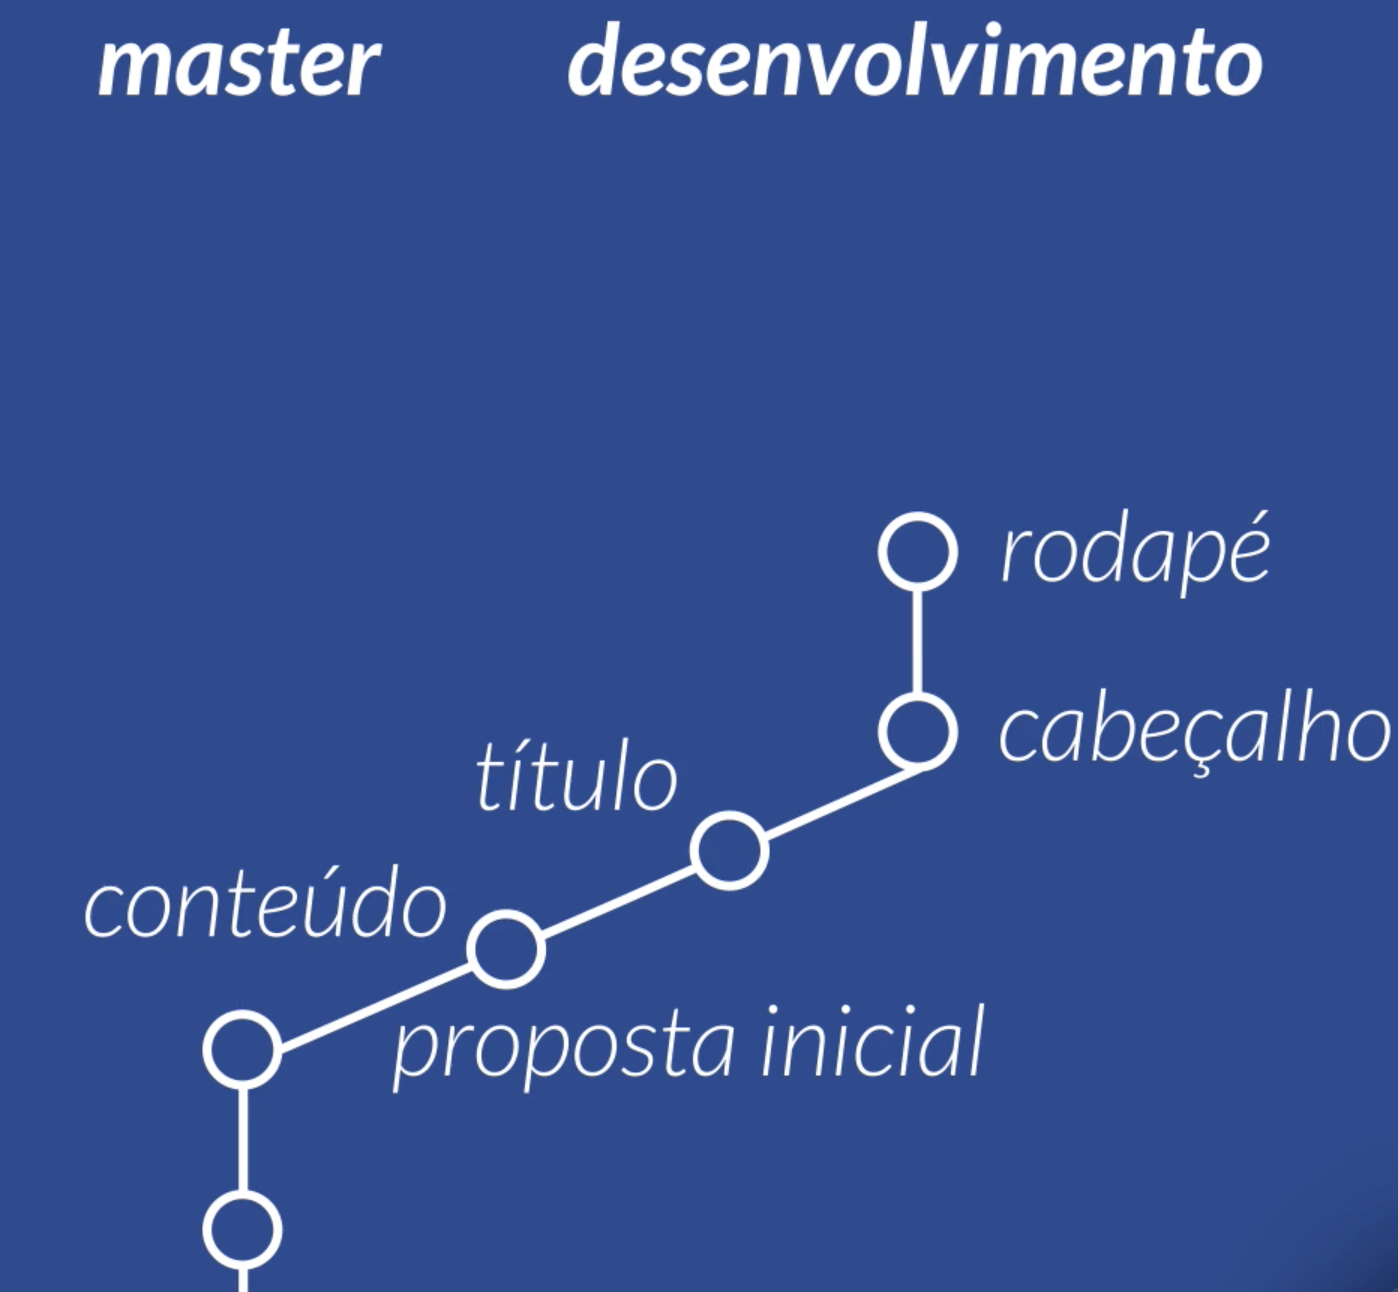 master
desenvolvimento
rodapé
cabeçalho
título
conteúdo
proposta inicial